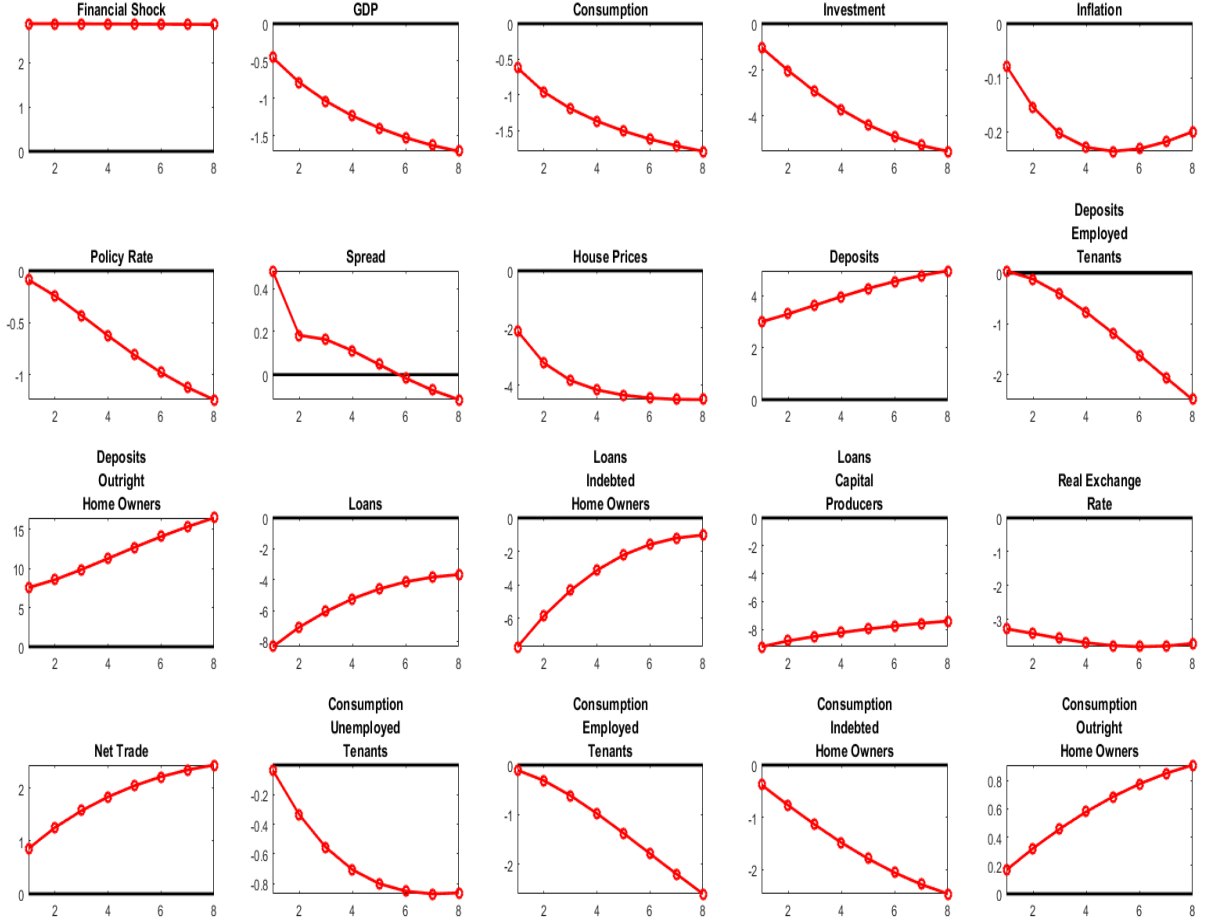 Financial Shock
2
1
0
2 4 6 8
GDP
0
-0.5
-1
-1.5
2 4 6 8
Consumption
0
-0.5
-1
-1.5
2 4 6 8
Investment
0
-2
-4
2 4 6 8
Inflation
0
-0.1
-0.2
2 4 6 8
Policy Rate
0
-0.5
-1
2 4 6 8
Spread
0.4
0.2
0
2 4 6 8
House Prices
0
-2
-4
2 4 6 8
Deposits
4
2
0
2 4 6 8
Deposits
Employed
Tenants
0
-1
-2
2 4 6 8
Deposits
Outright
Home Owners
15
10
5
0
2 4 6 8
Loans
0
-2
-4
-6
-8
2 4 6 8
Loans
Indebted
Home Owners
0
-2
-4
-6
2 4 6 8
Loans
Capital
Producers
0
-2
-4
-6
-8
2 4 6 8
Real Exchange
Rate
0
-1
-2
-3
2 4 6 8
Net Trade
2
1
0
2 4 6 8
Consumption
Unemployed
Tenants
0
-0.2
-0.4
-0.6
-0.8
2 4 6 8
Consumption
Employed
Tenants
0
-1
-2
2 4 6 8
Consumption
Indebted
Home Owners
0
-1
-2
2 4 6 8
Consumption
Outright
Home Owners
0.8
0.6
0.4
0.2
0
2 4 6 8